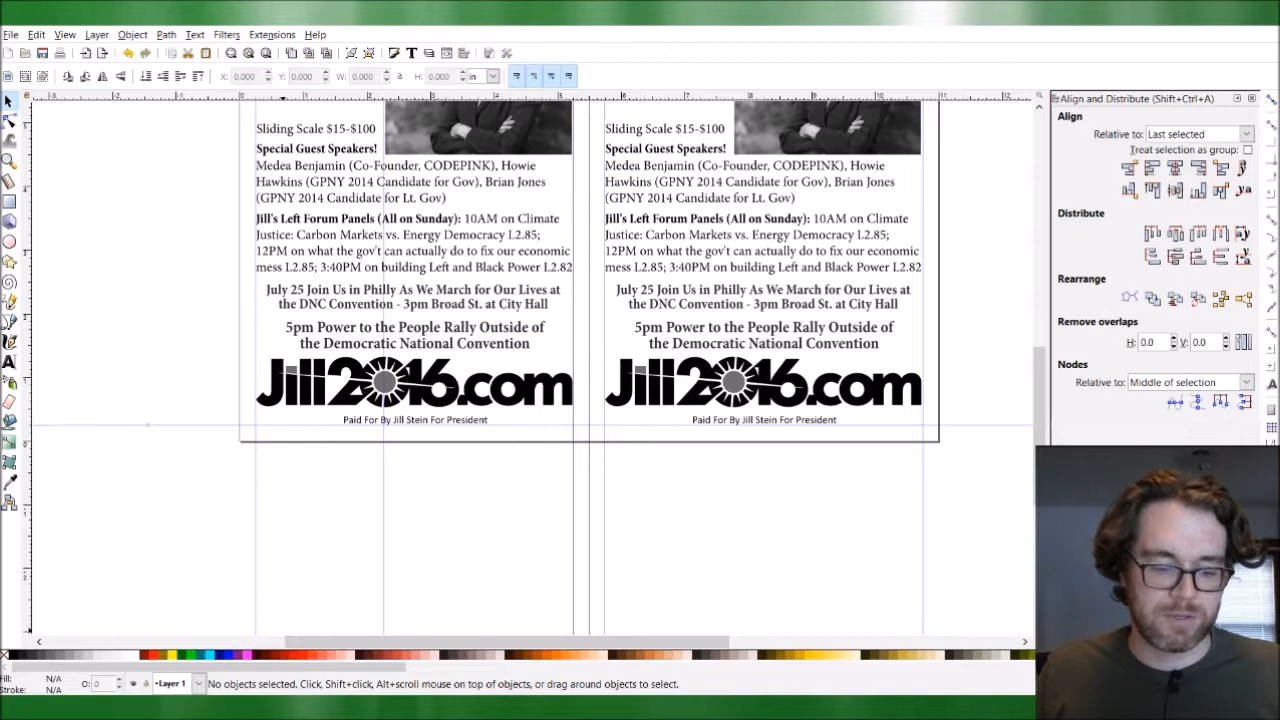 File Edit View Layer Object Path Text Filters Extensions Help
X: 0.000 Y: 0.000 W: 0.000 H: 0.000 in
Align and Distribute (Shift+Ctrl+A)
Align
Relative to: Last selected
Treat selection as group:
Distribute
Rearrange
Remove overlaps
H: 0.0 V: 0.0
Nodes
Relative to: Middle of selection
Sliding Scale $15-$100
Special Guest Speakers!
Medea Benjamin (Co-Founder, CODEPINK), Howie
Hawkins (GPNY 2014 Candidate for Gov), Brian Jones
(GPNY 2014 Candidate for Lt. Gov)
Jill's Left Forum Panels (All on Sunday): 10AM on Climate
Justice: Carbon Markets vs. Energy Democracy L2.85;
12PM on what the gov't can actually do to fix our economic
mess L2.85; 3:40PM on building Left and Black Power L2.82
July 25 Join Us in Philly As We March for Our Lives at
the DNC Convention - 3pm Broad St. at City Hall
5pm Power to the People Rally Outside of
the Democratic National Convention
Jill2016.com
Paid For By Jill Stein For President
Sliding Scale $15-$100
Special Guest Speakers!
Medea Benjamin (Co-Founder, CODEPINK), Howie
Hawkins (GPNY 2014 Candidate for Gov), Brian Jones
(GPNY 2014 Candidate for Lt. Gov)
Jill's Left Forum Panels (All on Sunday): 10AM on Climate
Justice: Carbon Markets vs. Energy Democracy L2.85;
12PM on what the gov't can actually do to fix our economic
mess L2.85; 3:40PM on building Left and Black Power L2.82
July 25 Join Us in Philly As We March for Our Lives at
the DNC Convention - 3pm Broad St. at City Hall
5pm Power to the People Rally Outside of
the Democratic National Convention
Jill2016.com
Paid For By Jill Stein For President
Fill: N/A
Stroke: N/A
O: 0
Layer 1
No objects selected. Click, Shift+click, Alt+scroll mouse on top of objects, or drag around objects to select.